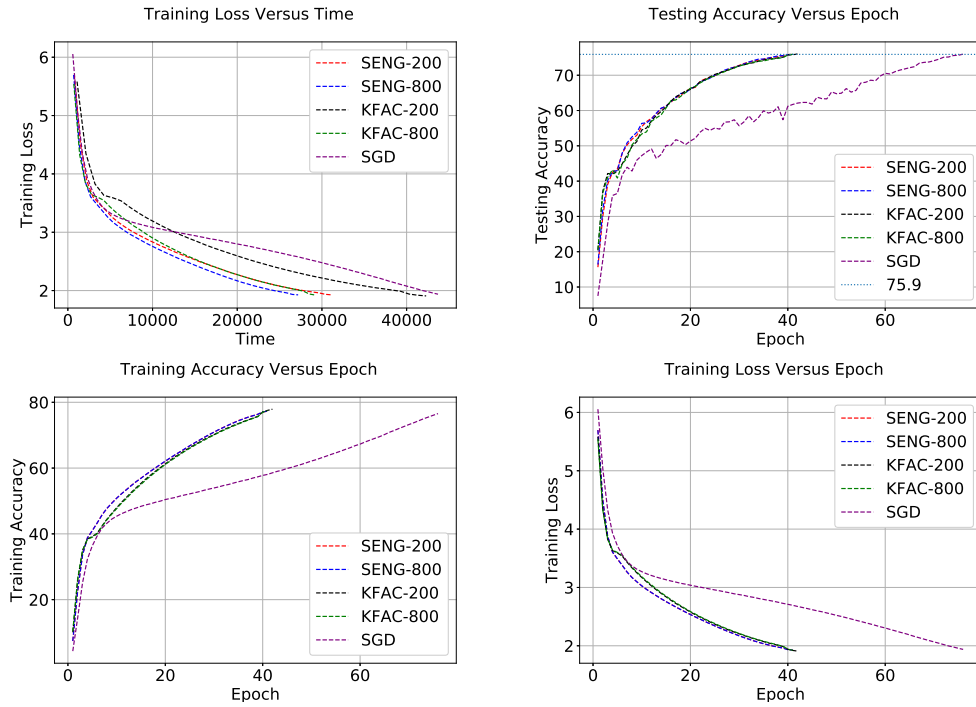 Training Loss Versus Time
6
5
4
3
2
Training Loss
0
10000
20000
30000
40000
Time
SENG-200
SENG-800
KFAC-200
KFAC-800
SGD
Testing Accuracy Versus Epoch
70
60
50
40
30
20
10
Testing Accuracy
0
20
40
60
Epoch
SENG-200
SENG-800
KFAC-200
KFAC-800
SGD
75.9
Training Accuracy Versus Epoch
80
60
40
20
Training Accuracy
0
20
40
60
Epoch
SENG-200
SENG-800
KFAC-200
KFAC-800
SGD
Training Loss Versus Epoch
6
5
4
3
2
Training Loss
0
20
40
60
Epoch
SENG-200
SENG-800
KFAC-200
KFAC-800
SGD